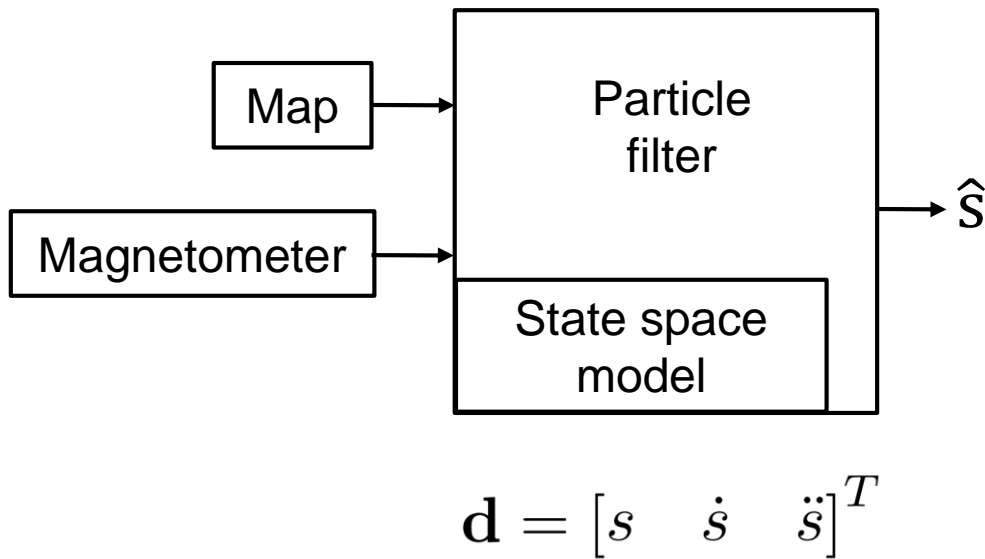 Map
Particle
filter
ŝ
Magnetometer
State space
model
𝐝 = [s ṡ s̈]ᵀ